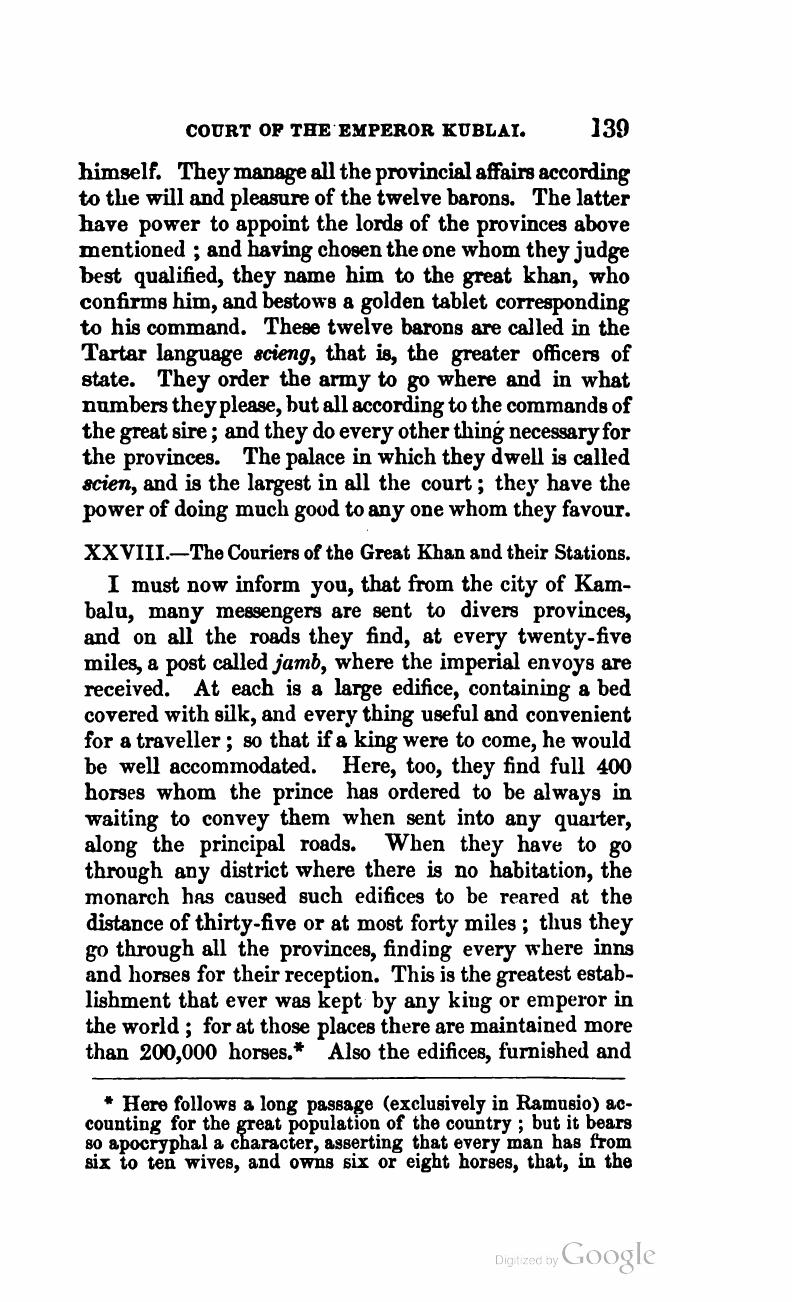 COURT OF THE EMPEROR KUBLAI. 139
himself. They manage all the provincial affairs according
to the will and pleasure of the twelve barons. The latter
have power to appoint the lords of the provinces above
mentioned ; and having chosen the one whom they judge
best qualified, they name him to the great khan, who
confirms him, and bestows a golden tablet corresponding
to his command. These twelve barons are called in the
Tartar language scieng, that is, the greater officers of
state. They order the army to go where and in what
numbers they please, but all according to the commands of
the great sire ; and they do every other thing necessary for
the provinces. The palace in which they dwell is called
scien, and is the largest in all the court ; they have the
power of doing much good to any one whom they favour.
XXVIII.—The Couriers of the Great Khan and their Stations.
I must now inform you, that from the city of Kam-
balu, many messengers are sent to divers provinces,
and on all the roads they find, at every twenty-five
miles, a post called jamb, where the imperial envoys are
received. At each is a large edifice, containing a bed
covered with silk, and every thing useful and convenient
for a traveller ; so that if a king were to come, he would
be well accommodated. Here, too, they find full 400
horses whom the prince has ordered to be always in
waiting to convey them when sent into any quarter,
along the principal roads. When they have to go
through any district where there is no habitation, the
monarch has caused such edifices to be reared at the
distance of thirty-five or at most forty miles ; thus they
go through all the provinces, finding every where inns
and horses for their reception. This is the greatest estab-
lishment that ever was kept by any king or emperor in
the world ; for at those places there are maintained more
than 200,000 horses.* Also the edifices, furnished and
* Here follows a long passage (exclusively in Ramusio) ac-
counting for the great population of the country ; but it bears
so apocryphal a character, asserting that every man has from
six to ten wives, and owns six or eight horses, that, in the
Digitized by Google